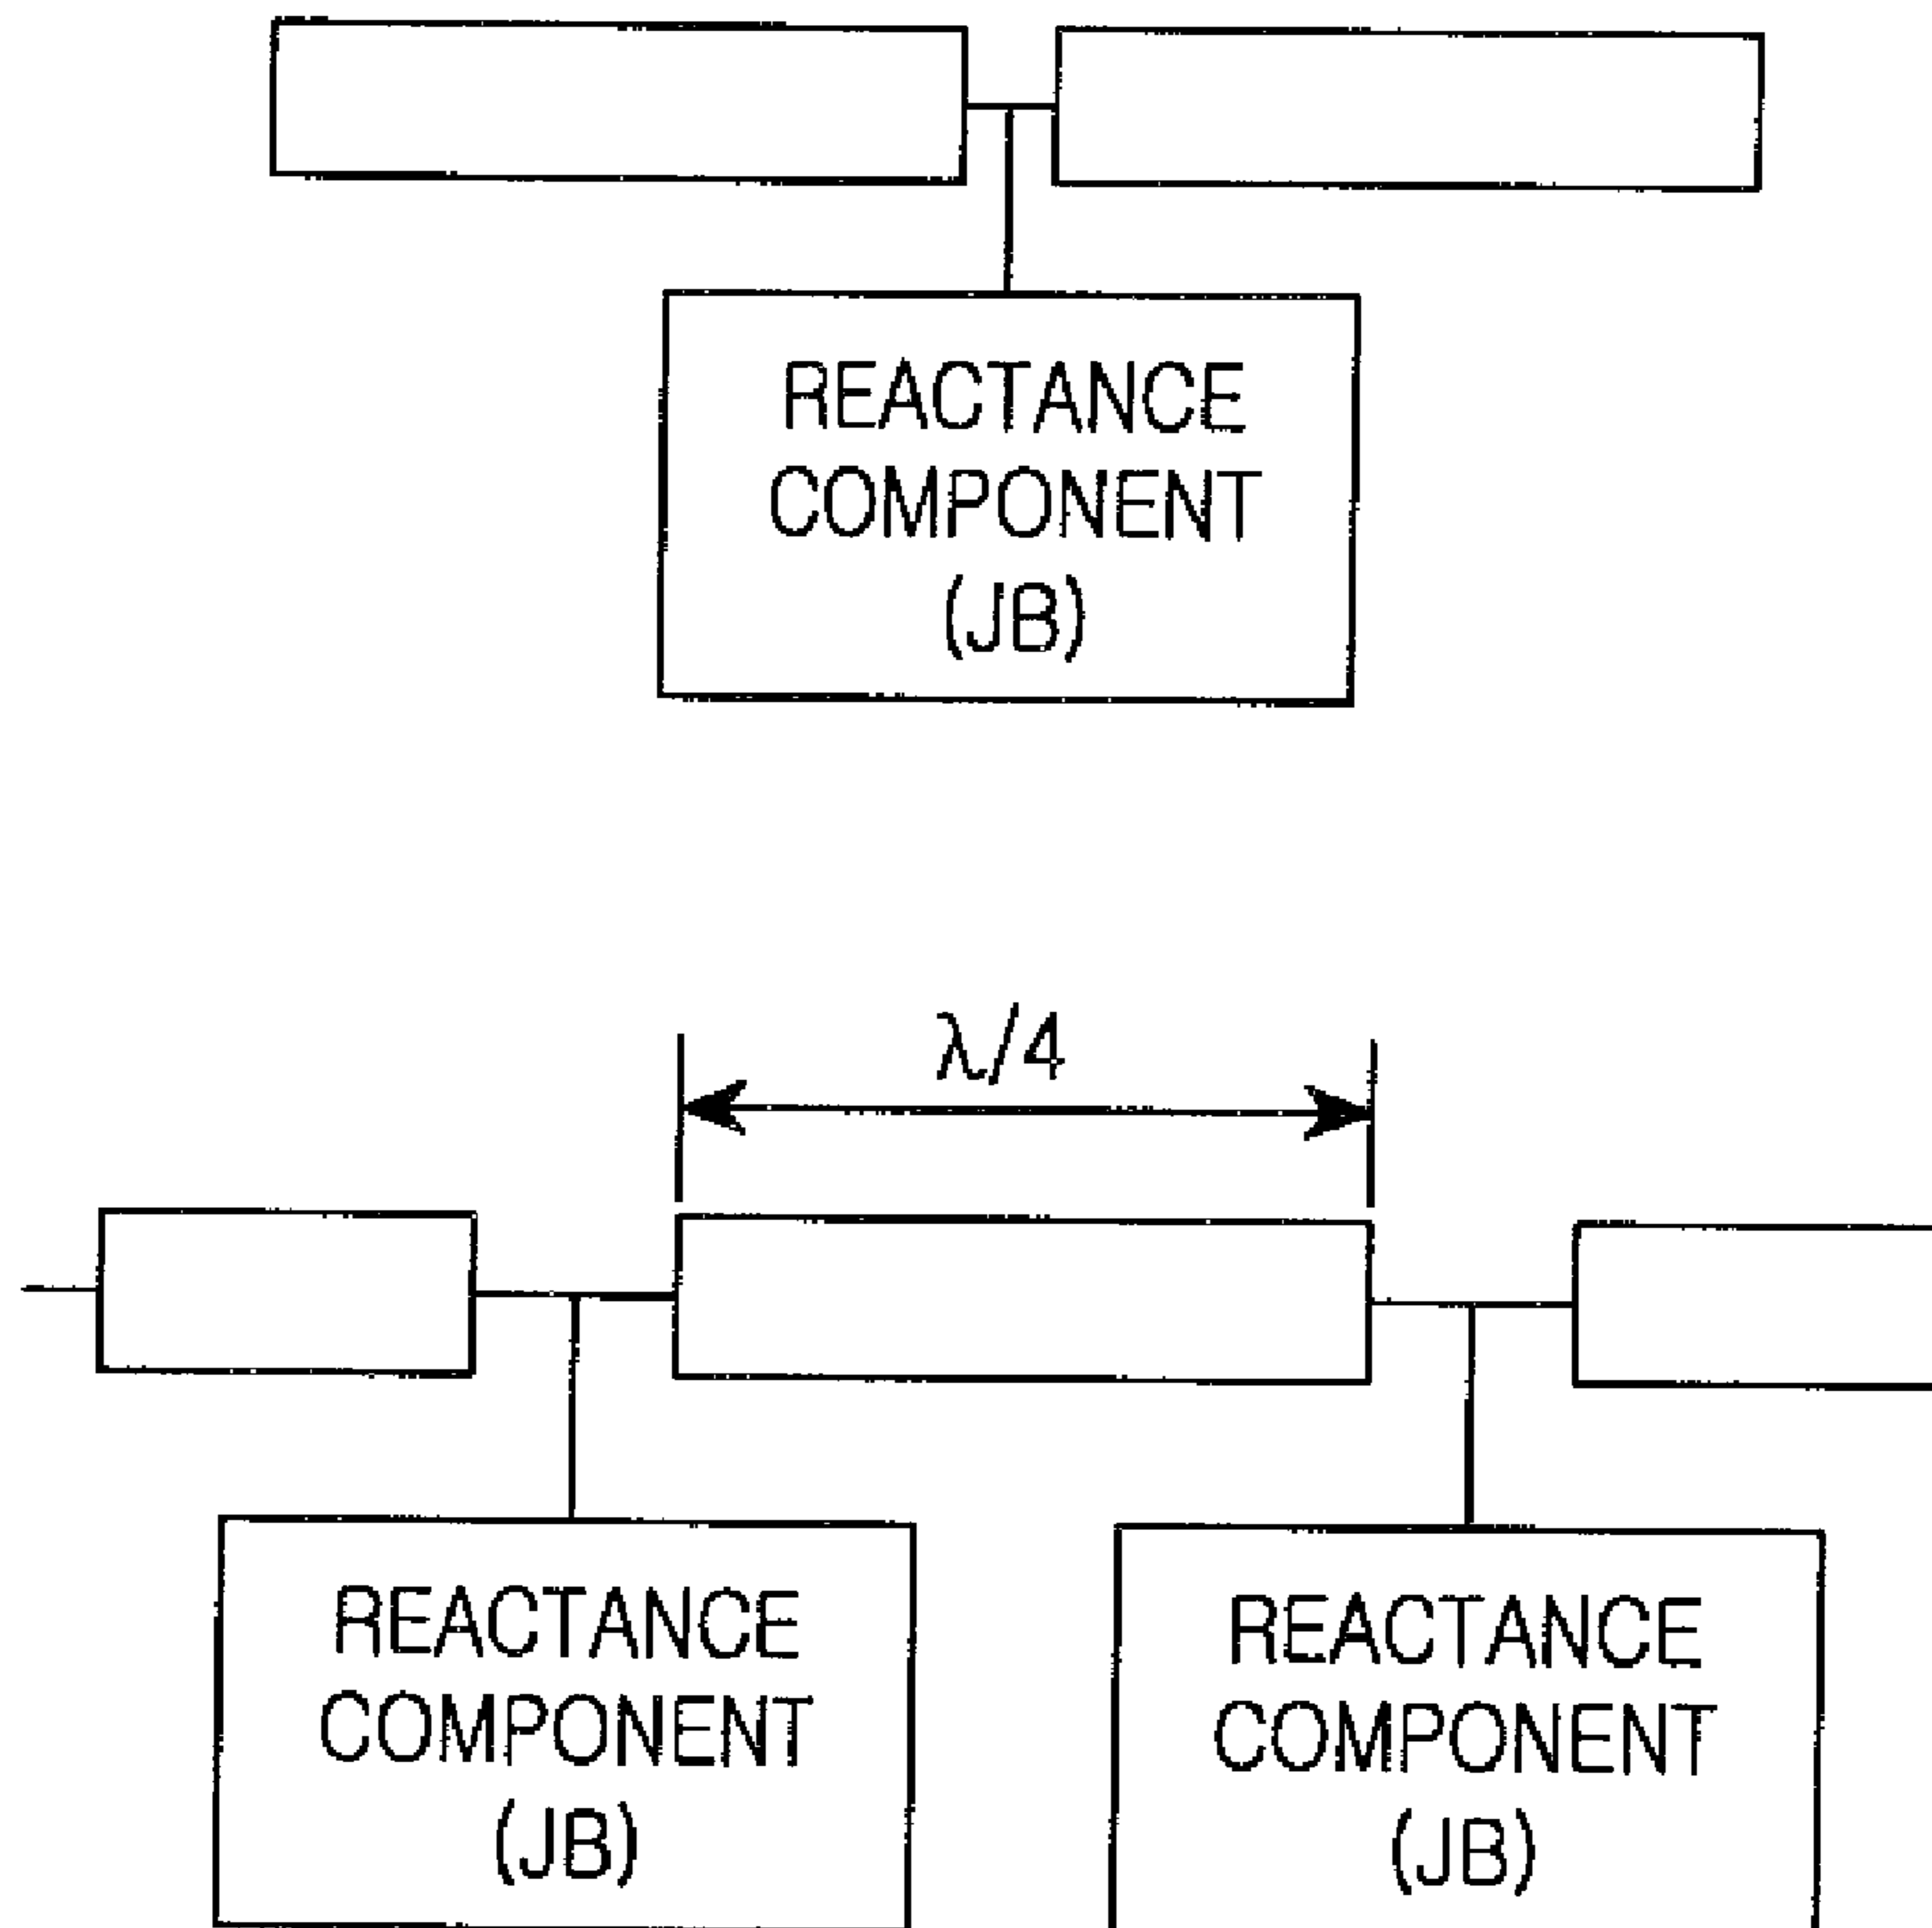 REACTANCE
COMPONENT
(JB)
λ/4
REACTANCE
COMPONENT
(JB)
REACTANCE
COMPONENT
(JB)